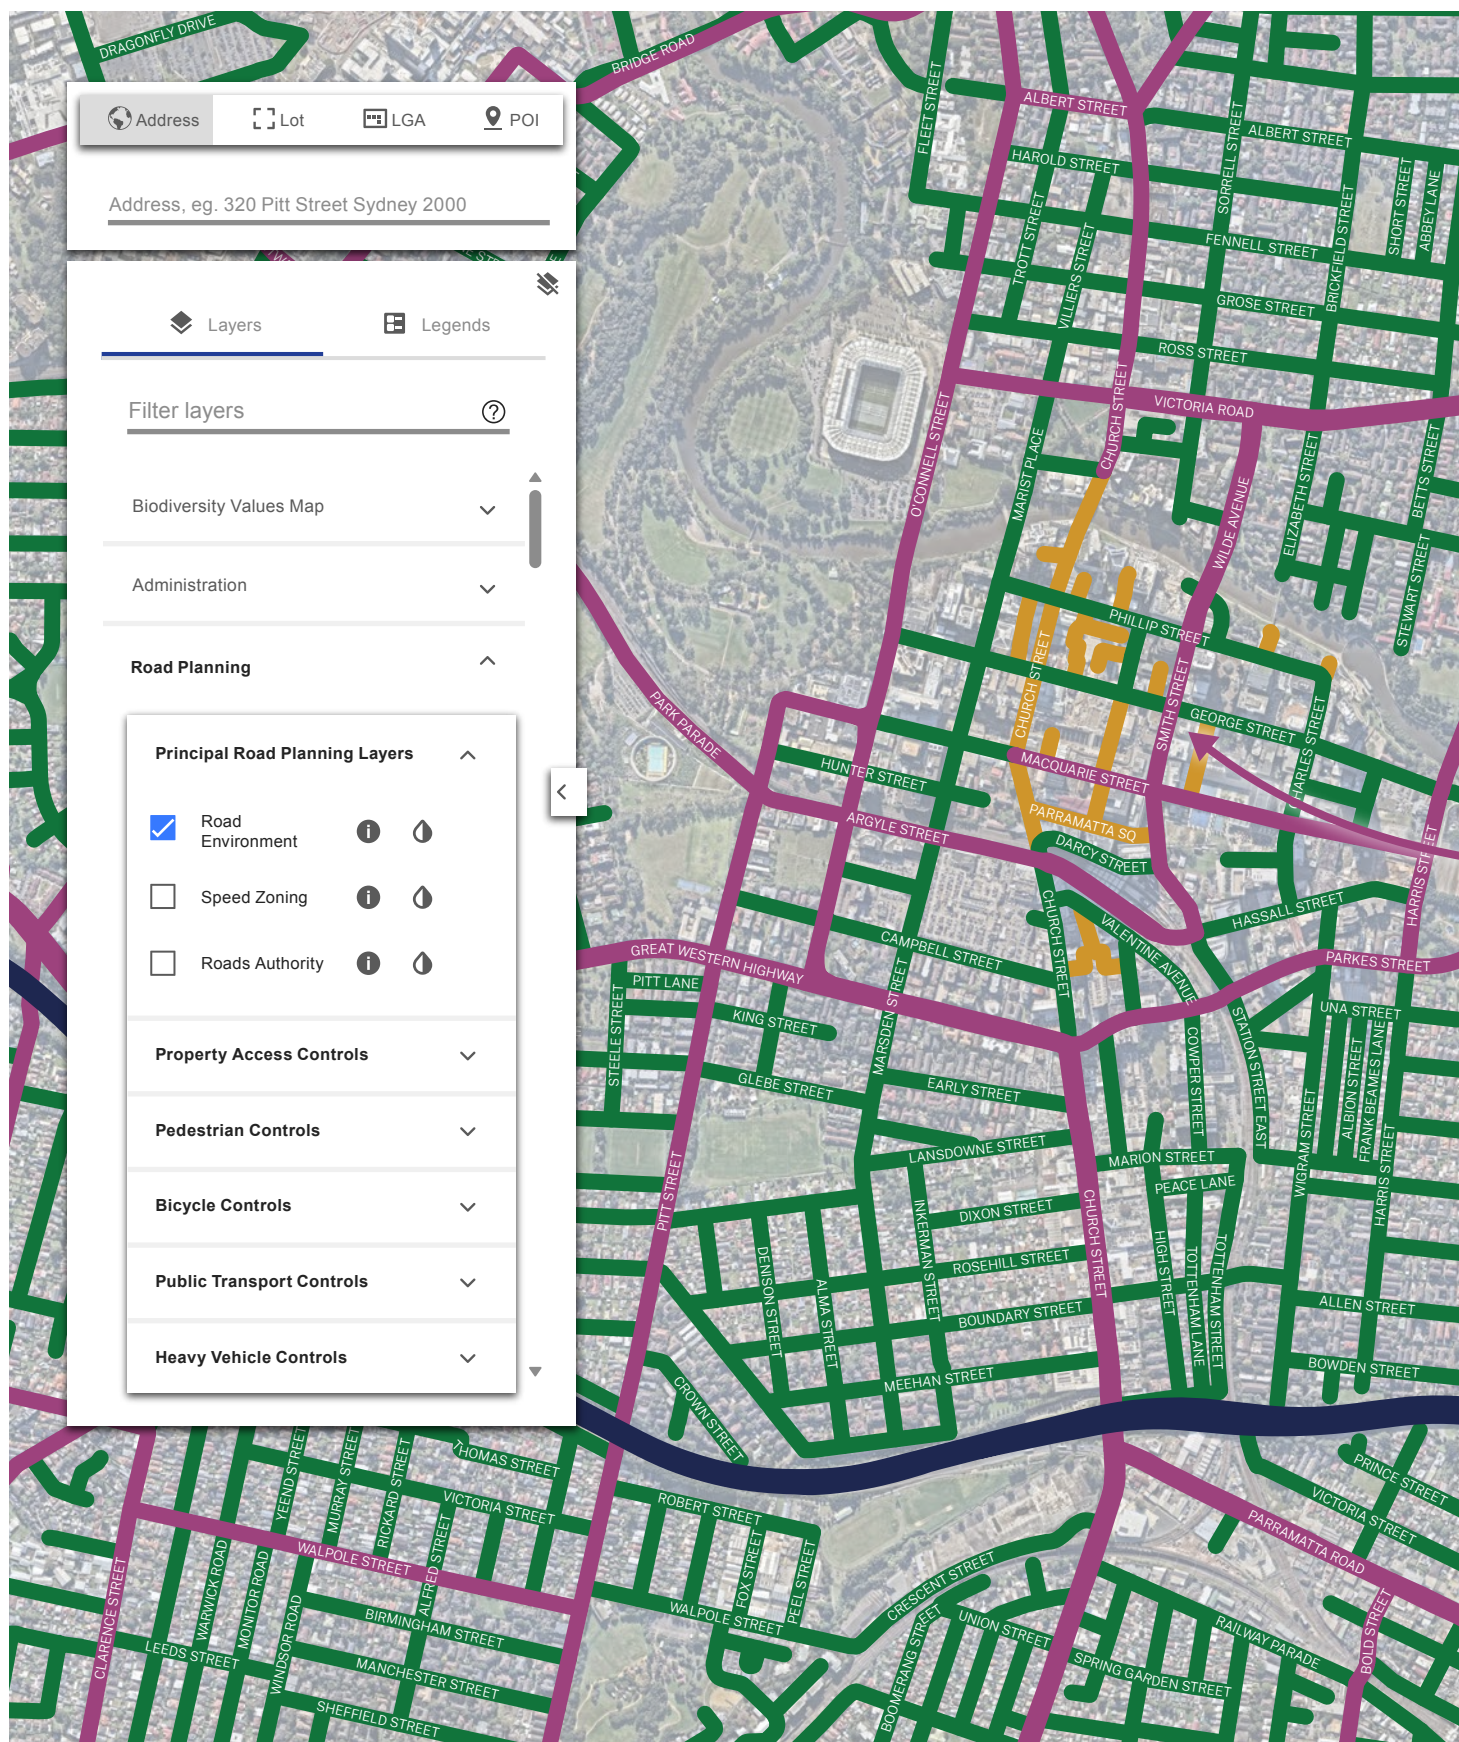 Address
Lot
LGA
POI
Address, eg. 320 Pitt Street Sydney 2000
Layers
Legends
Filter layers
Biodiversity Values Map
Administration
Road Planning
Principal Road Planning Layers
Road
Environment
Speed Zoning
Roads Authority
Property Access Controls
Pedestrian Controls
Bicycle Controls
Public Transport Controls
Heavy Vehicle Controls
DRAGONFLY DRIVE
BRIDGE ROAD
FLEET STREET
ALBERT STREET
ALBERT STREET
HAROLD STREET
SORRELL STREET
SHORT STREET
ABBEY LANE
TROTT STREET
VILLIERS STREET
FENNELL STREET
BRICKFIELD STREET
GROSE STREET
ROSS STREET
CHURCH STREET
VICTORIA ROAD
O'CONNELL STREET
MARIST PLACE
WILDE AVENUE
ELIZABETH STREET
BETTS STREET
STEWART STREET
PHILLIP STREET
CHURCH STREET
SMITH STREET
GEORGE STREET
CHARLES STREET
PARK PARADE
HUNTER STREET
MACQUARIE STREET
PARRAMATTA SQ
ARGYLE STREET
DARCY STREET
HARRIS STREET
HASSALL STREET
CHURCH STREET
VALENTINE AVENUE
CAMPBELL STREET
GREAT WESTERN HIGHWAY
PARKES STREET
PITT LANE
KING STREET
STEELE STREET
MARSDEN STREET
GLEBE STREET
EARLY STREET
COWPER STREET
STATION STREET EAST
UNA STREET
ALBION STREET
FRANK BEAMES LANE
WIGRAM STREET
HARRIS STREET
LANSDOWNE STREET
MARION STREET
PEACE LANE
PITT STREET
DIXON STREET
INKERMAN STREET
CHURCH STREET
HIGH STREET
TOTTENHAM LANE
TOTTENHAM STREET
DENISON STREET
ALMA STREET
ROSEHILL STREET
BOUNDARY STREET
ALLEN STREET
MEEHAN STREET
BOWDEN STREET
CROWN STREET
YEEND STREET
MURRAY STREET
RICKARD STREET
THOMAS STREET
VICTORIA STREET
ALFRED STREET
WALPOLE STREET
ROBERT STREET
FOX STREET
PEEL STREET
WALPOLE STREET
PRINCE STREET
VICTORIA STREET
PARRAMATTA ROAD
CLARENCE STREET
WARWICK ROAD
MONITOR ROAD
WINDSOR ROAD
LEEDS STREET
BIRMINGHAM STREET
MANCHESTER STREET
SHEFFIELD STREET
CRESCENT STREET
BOOMERANG STREET
UNION STREET
SPRING GARDEN STREET
RAILWAY PARADE
BOLD STREET